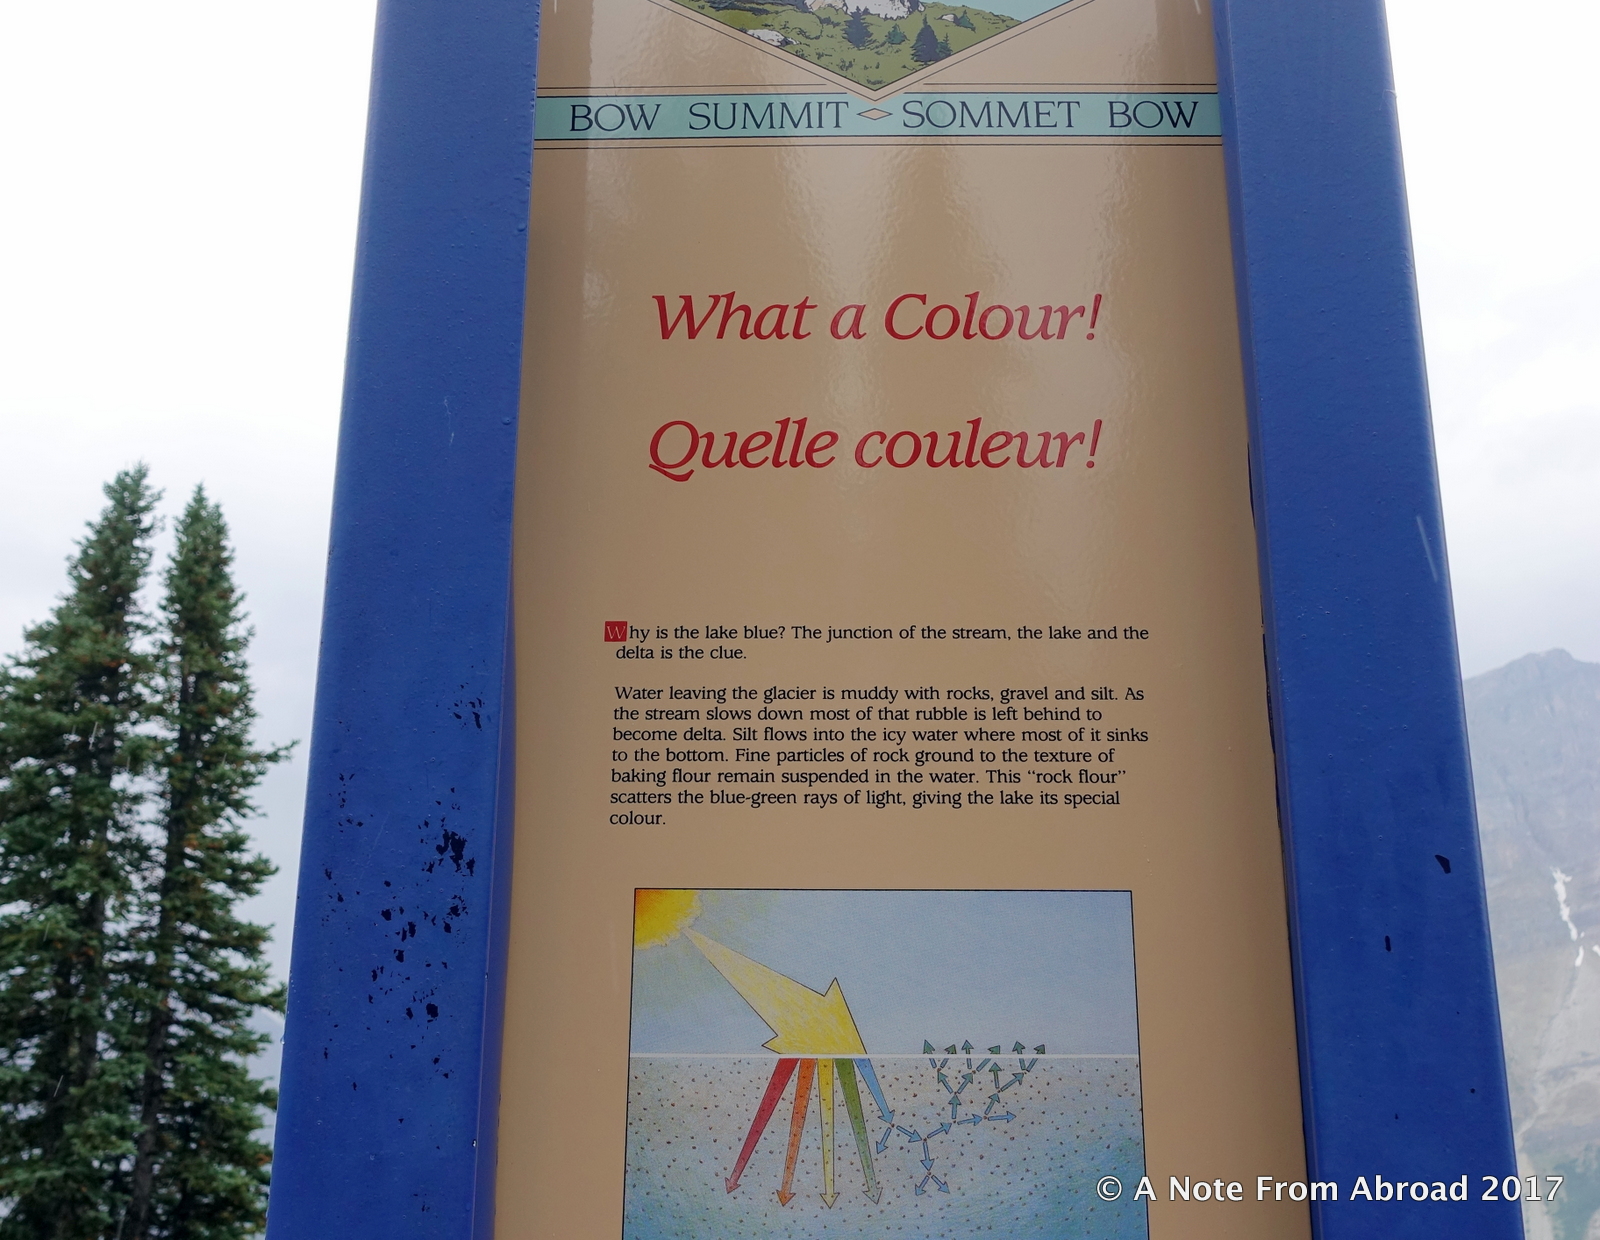 BOW SUMMIT SOMMET BOW
What a Colour!
Quelle couleur!
Why is the lake blue? The junction of the stream, the lake and the
delta is the clue.
Water leaving the glacier is muddy with rocks, gravel and silt. As
the stream slows down most of that rubble is left behind to
become delta. Silt flows into the icy water where most of it sinks
to the bottom. Fine particles of rock ground to the texture of
baking flour remain suspended in the water. This “rock flour”
scatters the blue-green rays of light, giving the lake its special
colour.
© A Note From Abroad 2017